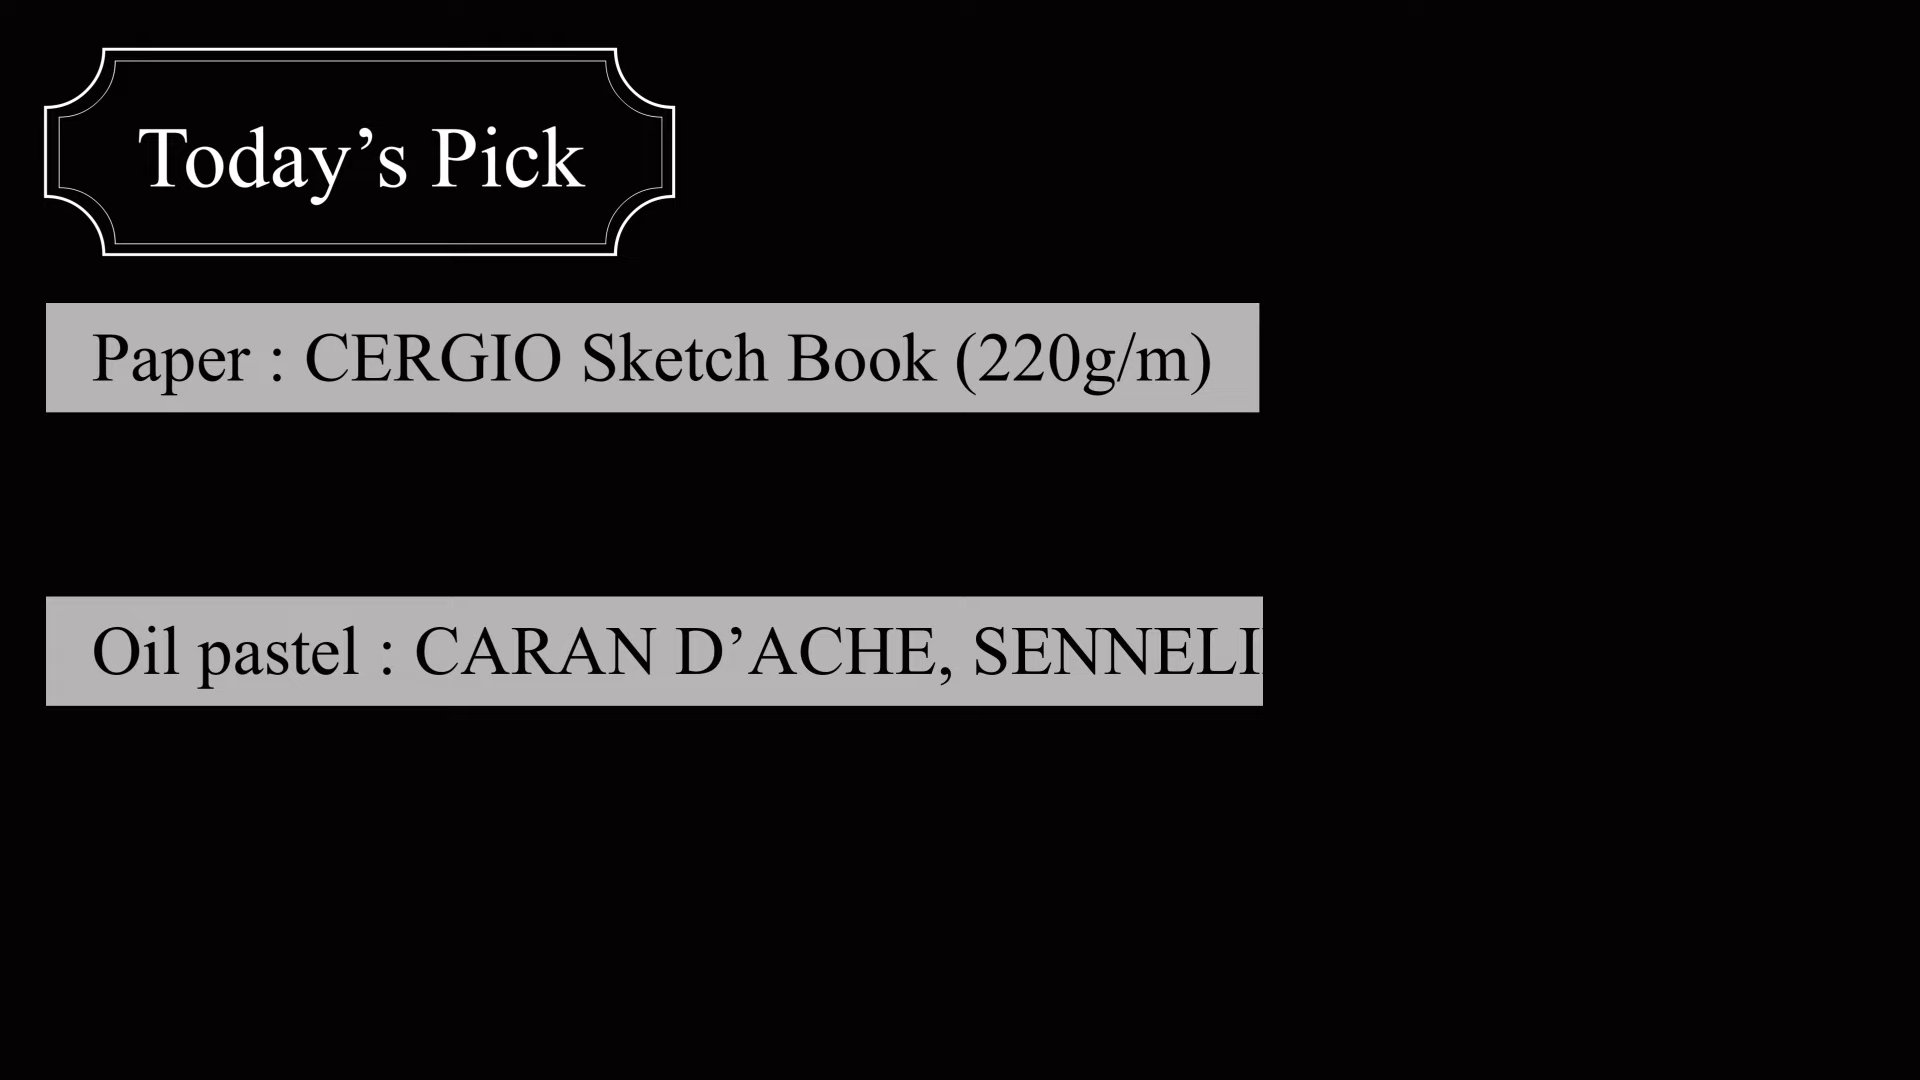 Today’s Pick
Paper : CERGIO Sketch Book (220g/m)
Oil pastel : CARAN D’ACHE, SENNELI